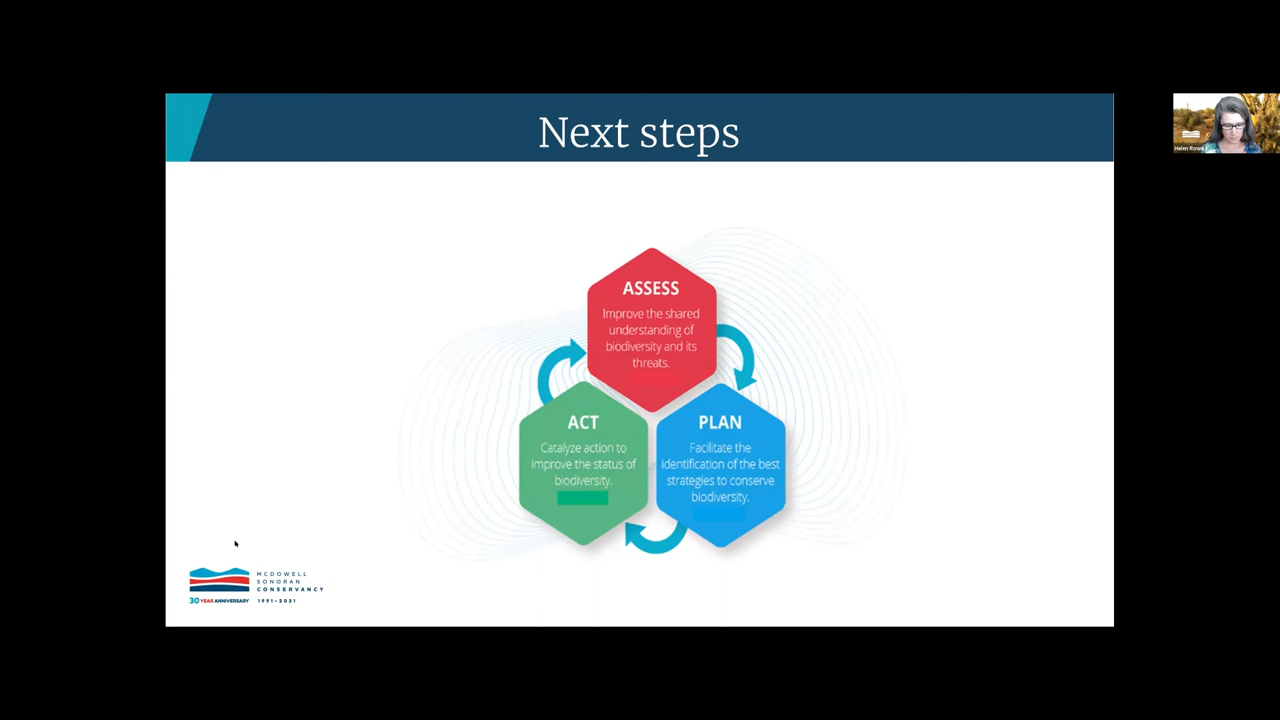 Next steps
Helen Rowe
ASSESS
Improve the shared
understanding of
biodiversity and its
threats.
ACT
Catalyze action to
improve the status of
biodiversity.
PLAN
Facilitate the
identification of the best
strategies to conserve
biodiversity.
MCDOWELL
SONORAN
CONSERVANCY
30 YEAR ANNIVERSARY 1991-2021